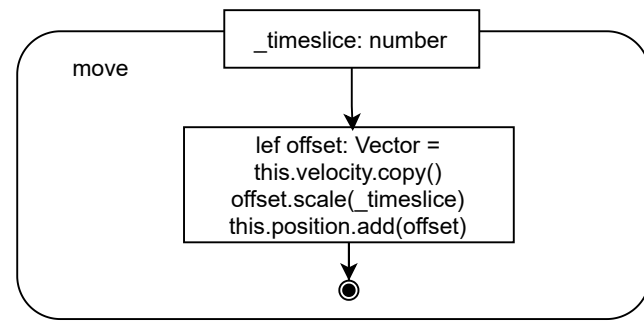 _timeslice: number
move
lef offset: Vector =
this.velocity.copy()
offset.scale(_timeslice)
this.position.add(offset)